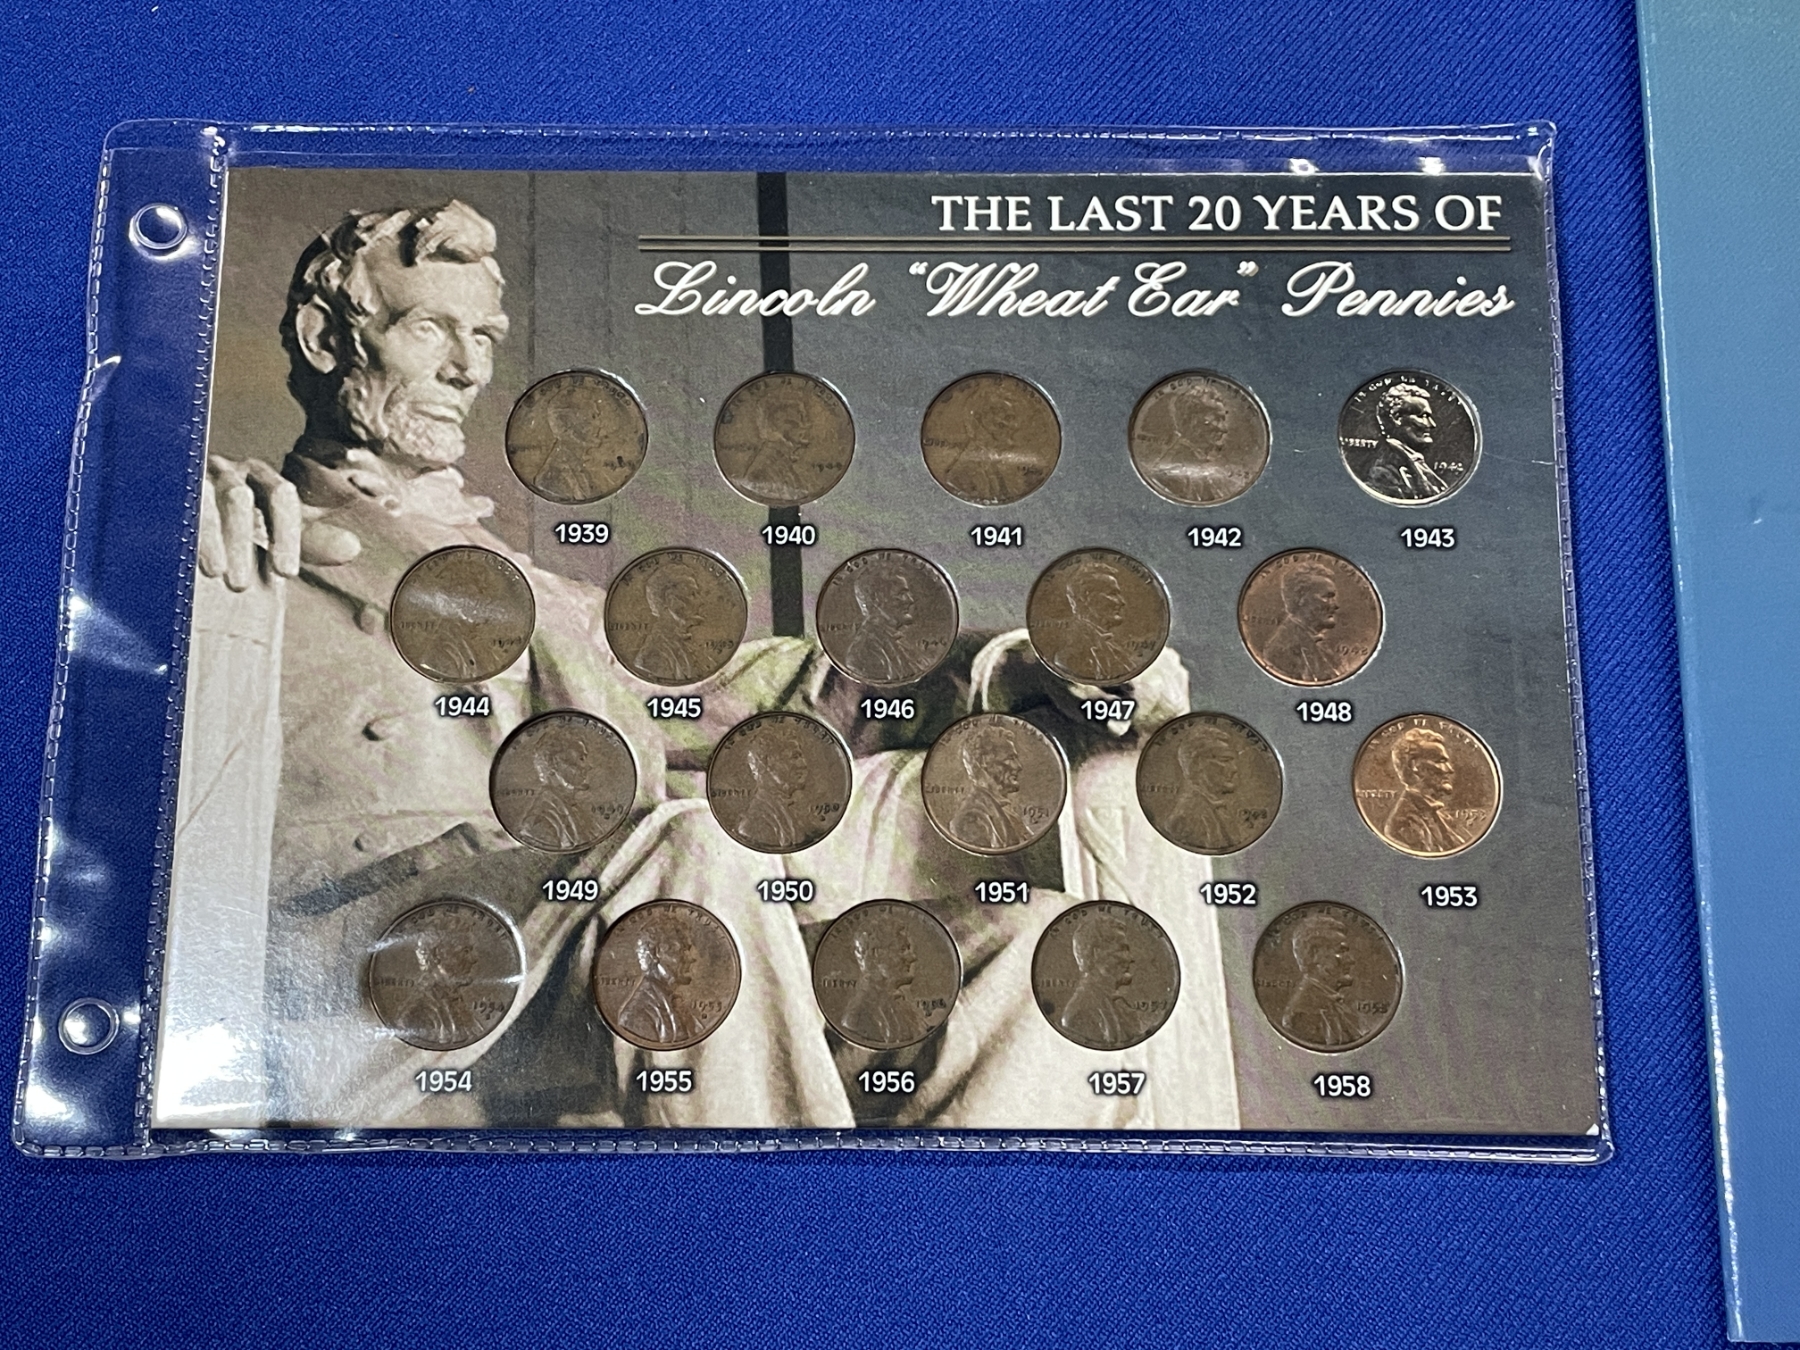 THE LAST 20 YEARS OF
Lincoln "Wheat Ear" Pennies
LIBERTY
1939 1940 1941 1942 1943
1944 1945 1946 1947 1948
1949 1950 1951 1952 1953
1954 1955 1956 1957 1958